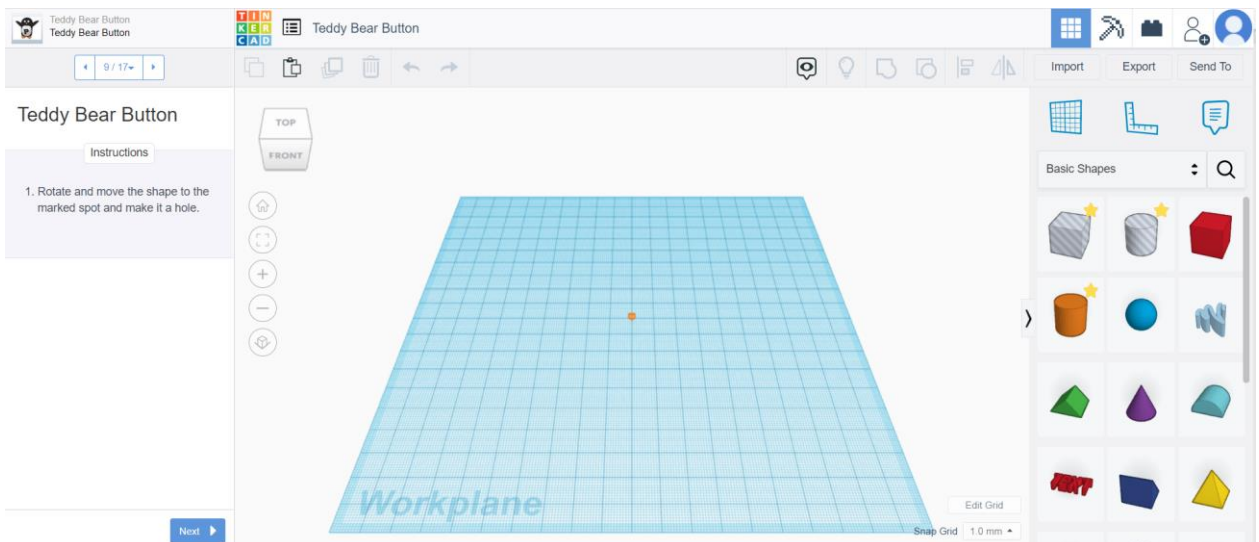 Teddy Bear Button
Teddy Bear Button
TIN
KER
CAD
Teddy Bear Button
9 / 17
Import
Export
Send To
Teddy Bear Button
Instructions
1. Rotate and move the shape to the
marked spot and make it a hole.
TOP
FRONT
Basic Shapes
TEXT
Workplane
Edit Grid
Snap Grid 1.0 mm
Next